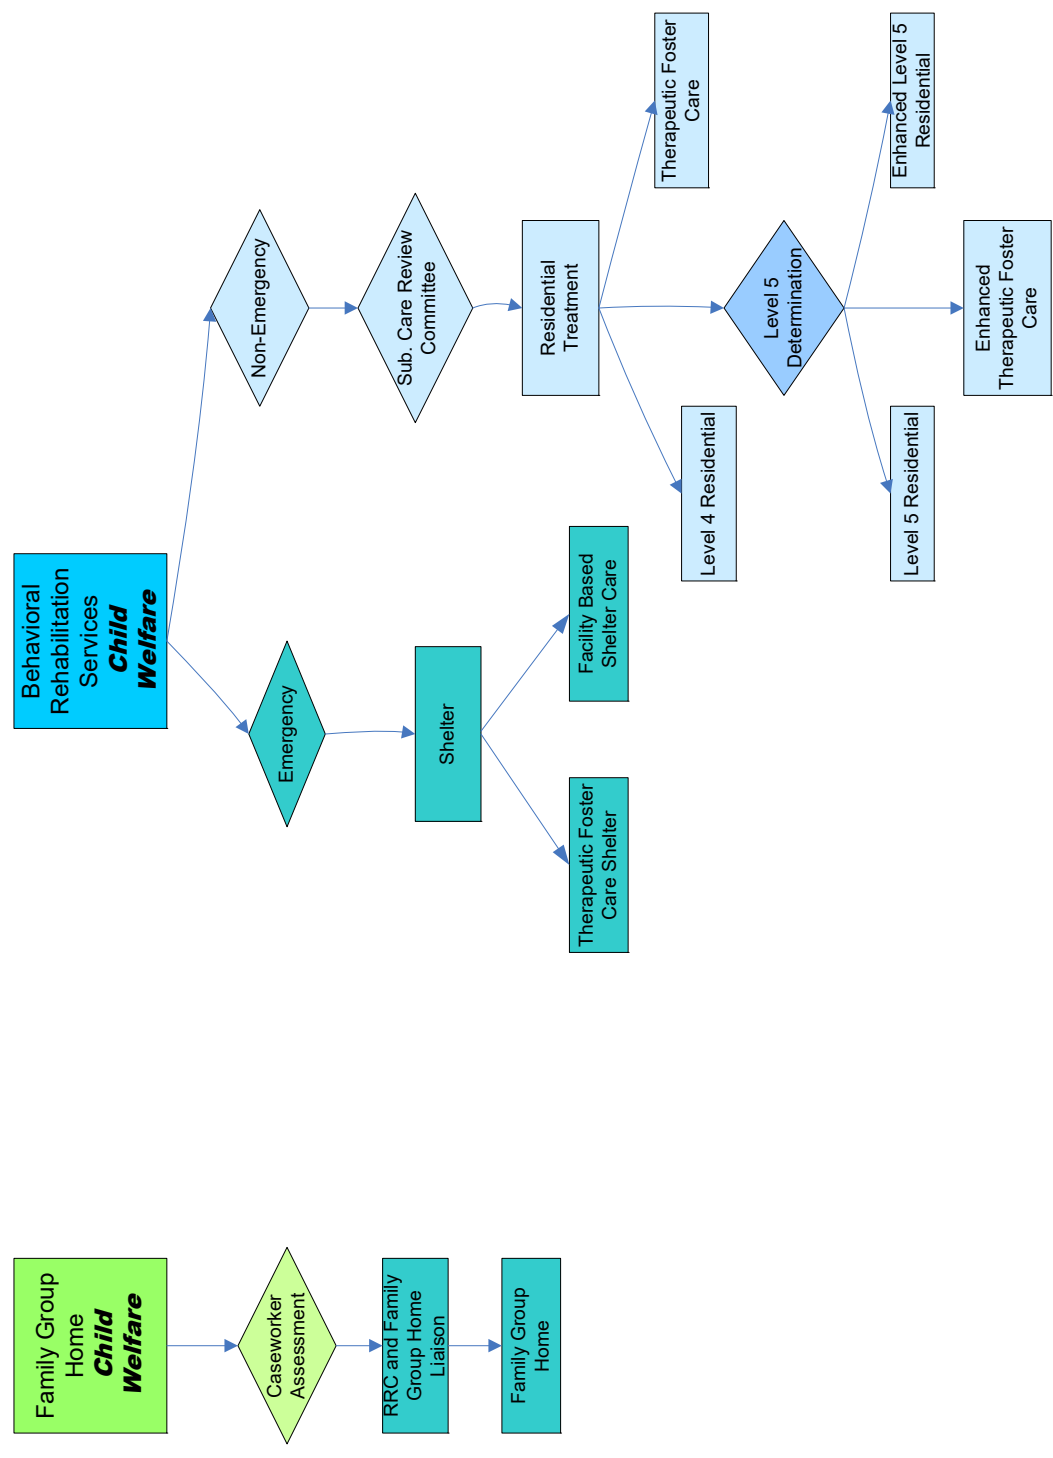 Family Group
Home
Child
Welfare
Caseworker
Assessment
RRC and Family
Group Home
Liaison
Family Group
Home
Behavioral
Rehabilitation
Services
Child
Welfare
Emergency
Shelter
Therapeutic Foster
Care Shelter
Facility Based
Shelter Care
Non-Emergency
Sub. Care Review
Committee
Residential
Treatment
Level 4 Residential
Therapeutic Foster
Care
Level 5
Determination
Level 5 Residential
Enhanced
Therapeutic Foster
Care
Enhanced Level 5
Residential